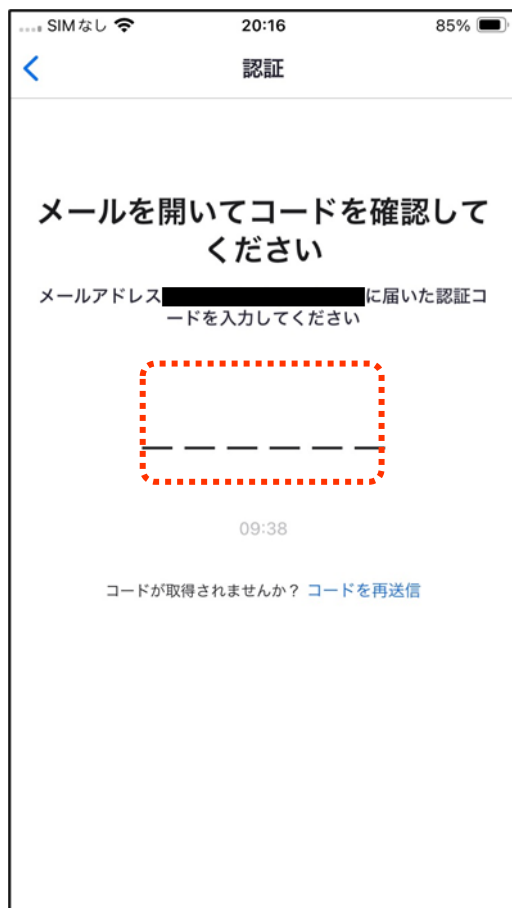 SIMなし 20:16 85%
認証
メールを開いてコードを確認して
ください
メールアドレス に届いた認証コ
ードを入力してください
09:38
コードが取得されませんか？ コードを再送信